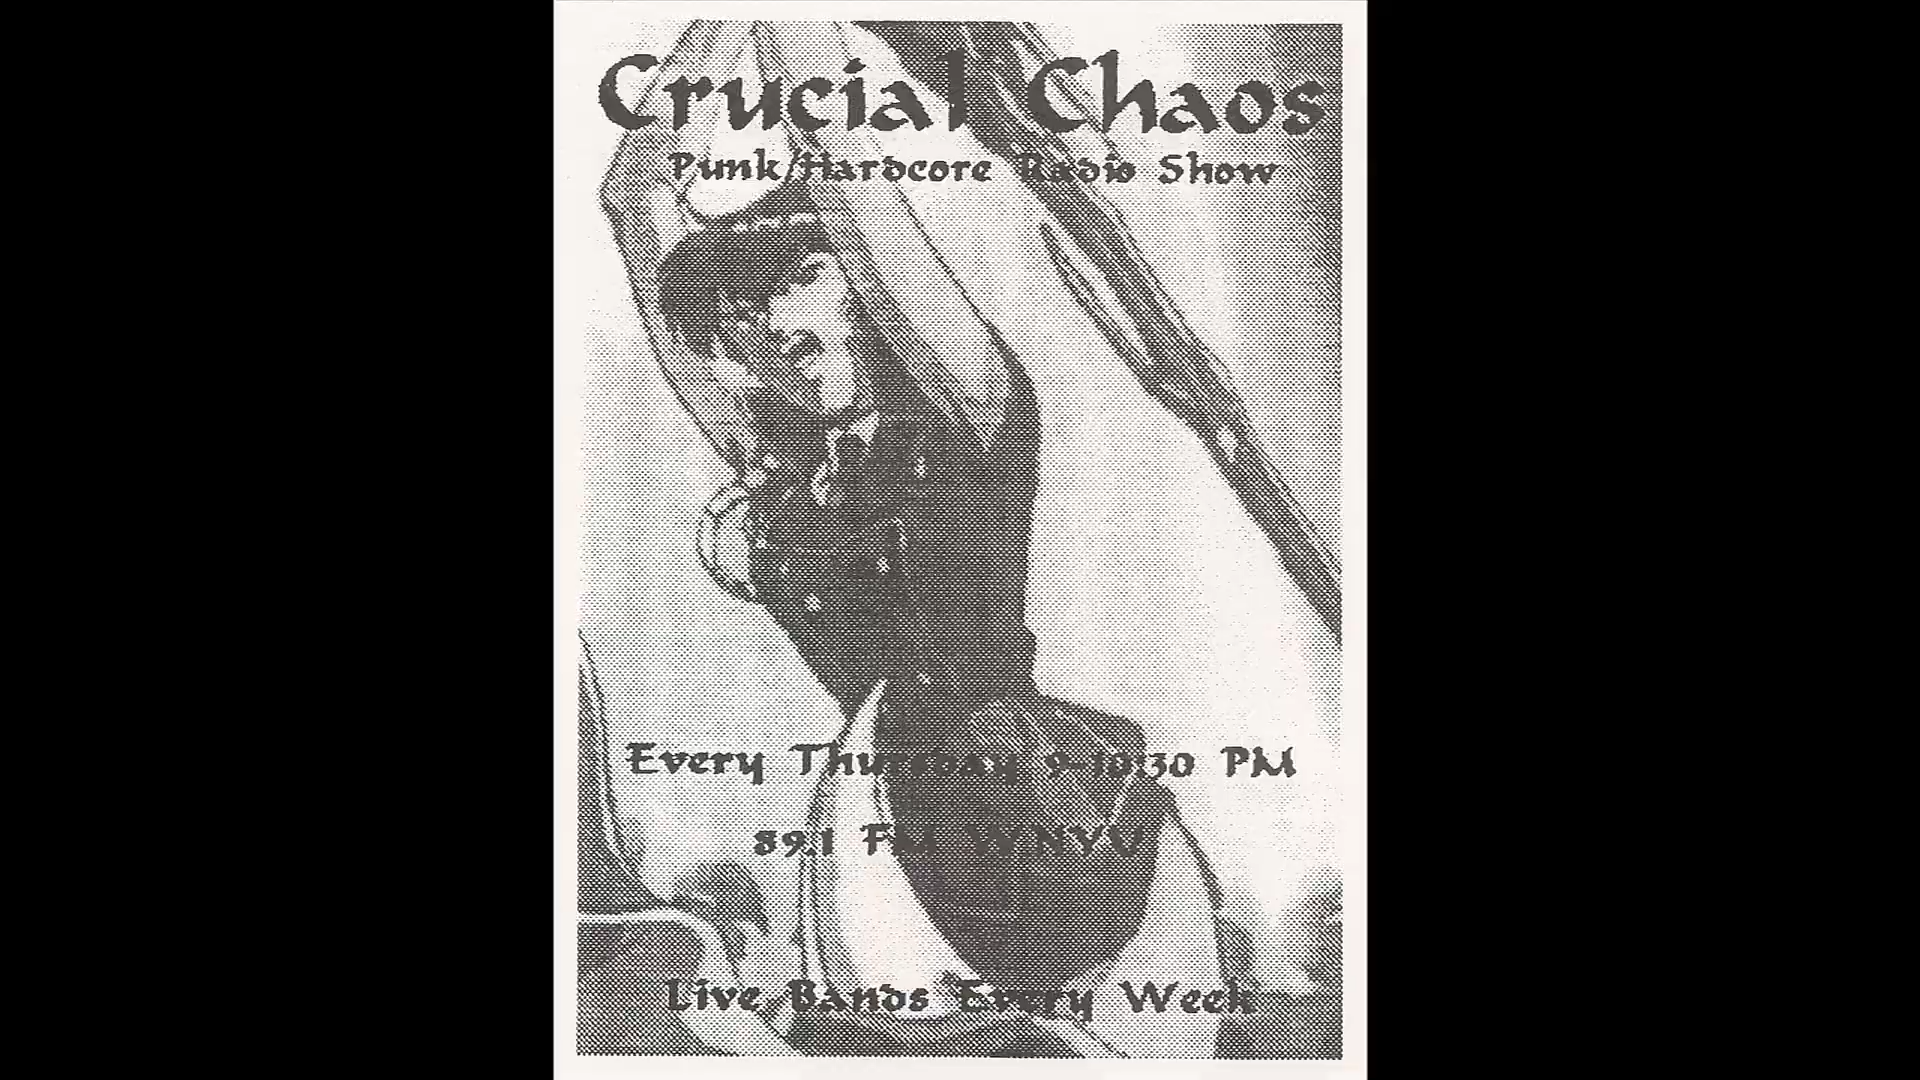 Crucial Chaos
Punk/Hardcore Radio Show
Every Thursday 9-10:30 PM
89.1 FM WNYU
Live Bands Every Week